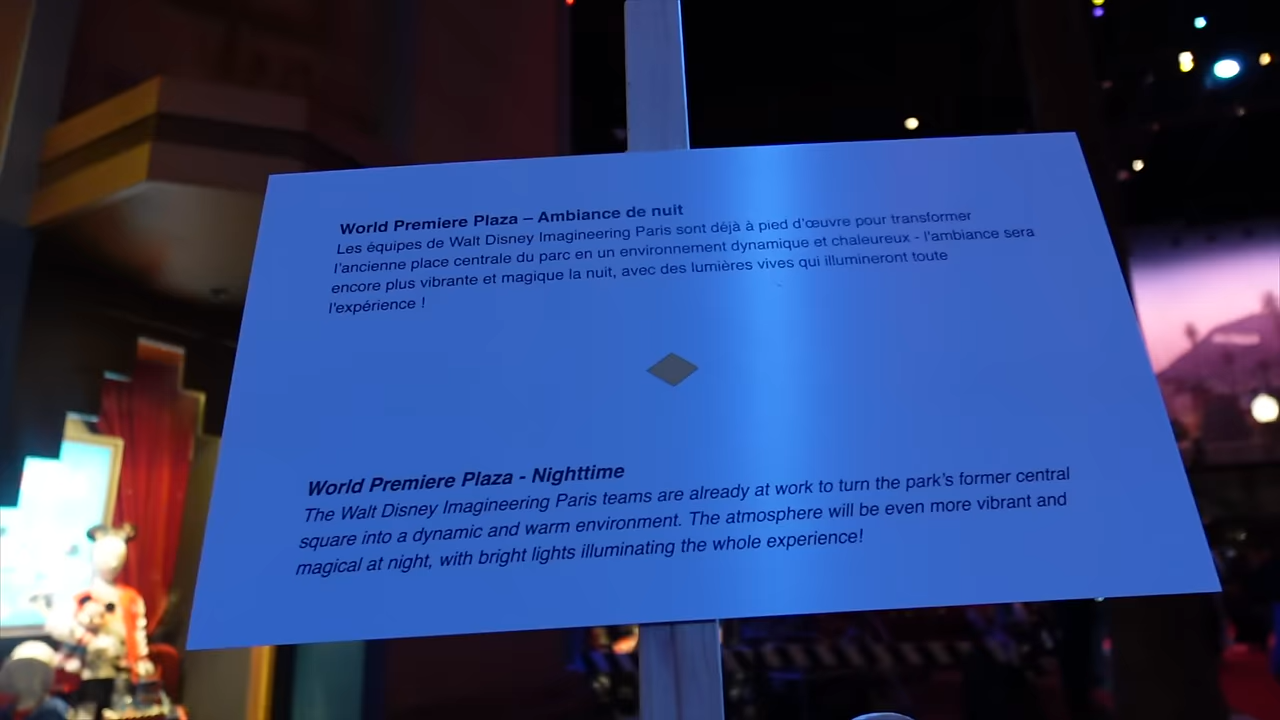 World Premiere Plaza – Ambiance de nuit
Les équipes de Walt Disney Imagineering Paris sont déjà à pied d'œuvre pour transformer
l'ancienne place centrale du parc en un environnement dynamique et chaleureux - l'ambiance sera
encore plus vibrante et magique la nuit, avec des lumières vives qui illumineront toute
l'expérience !
World Premiere Plaza - Nighttime
The Walt Disney Imagineering Paris teams are already at work to turn the park's former central
square into a dynamic and warm environment. The atmosphere will be even more vibrant and
magical at night, with bright lights illuminating the whole experience!